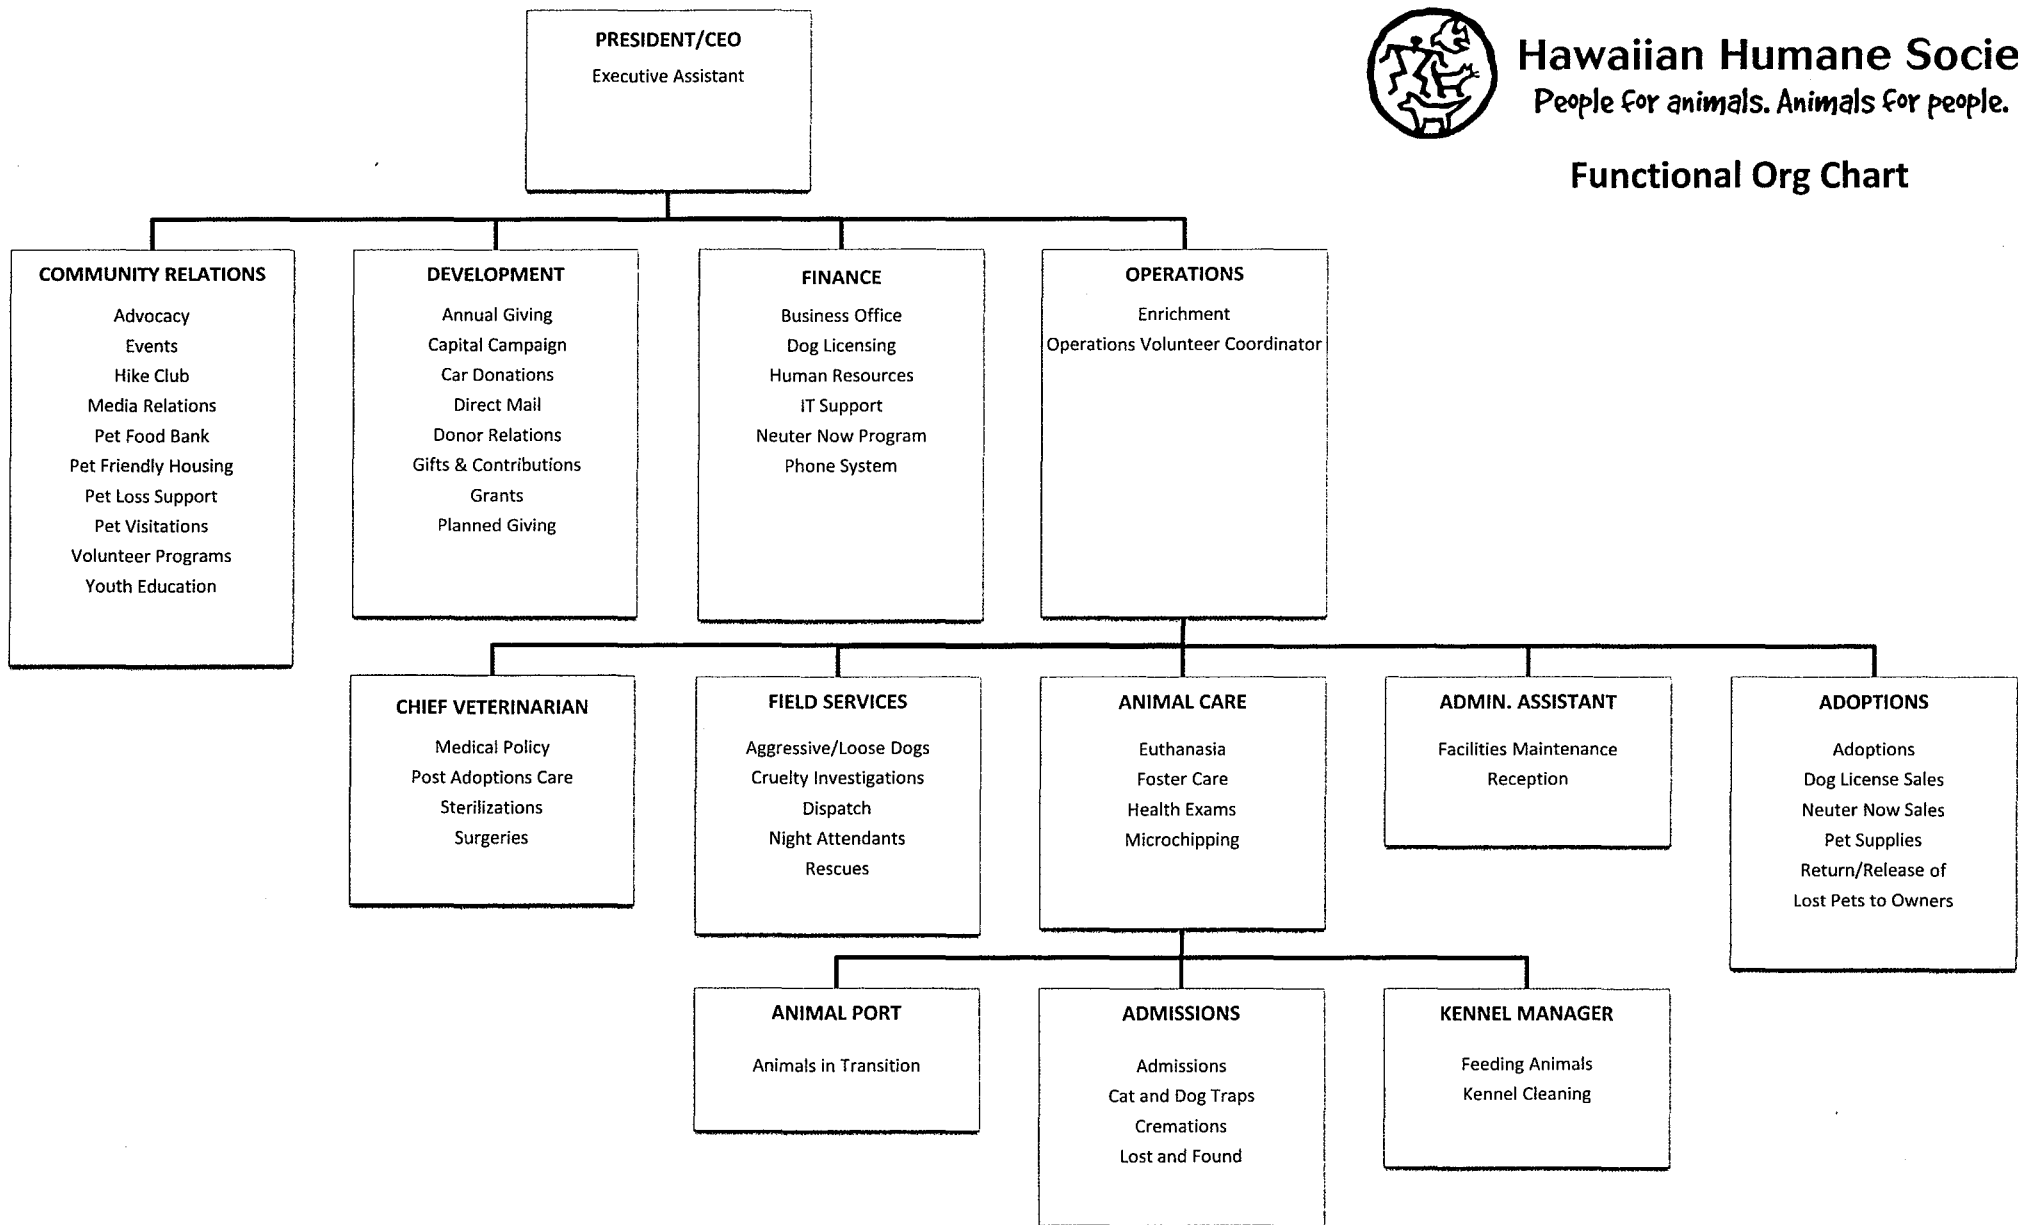 PRESIDENT/CEO
Executive Assistant
Hawaiian Humane Socie
People for animals. Animals for people.
Functional Org Chart
COMMUNITY RELATIONS
Advocacy
Events
Hike Club
Media Relations
Pet Food Bank
Pet Friendly Housing
Pet Loss Support
Pet Visitations
Volunteer Programs
Youth Education
DEVELOPMENT
Annual Giving
Capital Campaign
Car Donations
Direct Mail
Donor Relations
Gifts & Contributions
Grants
Planned Giving
FINANCE
Business Office
Dog Licensing
Human Resources
IT Support
Neuter Now Program
Phone System
OPERATIONS
Enrichment
Operations Volunteer Coordinator
CHIEF VETERINARIAN
Medical Policy
Post Adoptions Care
Sterilizations
Surgeries
FIELD SERVICES
Aggressive/Loose Dogs
Cruelty Investigations
Dispatch
Night Attendants
Rescues
ANIMAL CARE
Euthanasia
Foster Care
Health Exams
Microchipping
ADMIN. ASSISTANT
Facilities Maintenance
Reception
ADOPTIONS
Adoptions
Dog License Sales
Neuter Now Sales
Pet Supplies
Return/Release of
Lost Pets to Owners
ANIMAL PORT
Animals in Transition
ADMISSIONS
Admissions
Cat and Dog Traps
Cremations
Lost and Found
KENNEL MANAGER
Feeding Animals
Kennel Cleaning